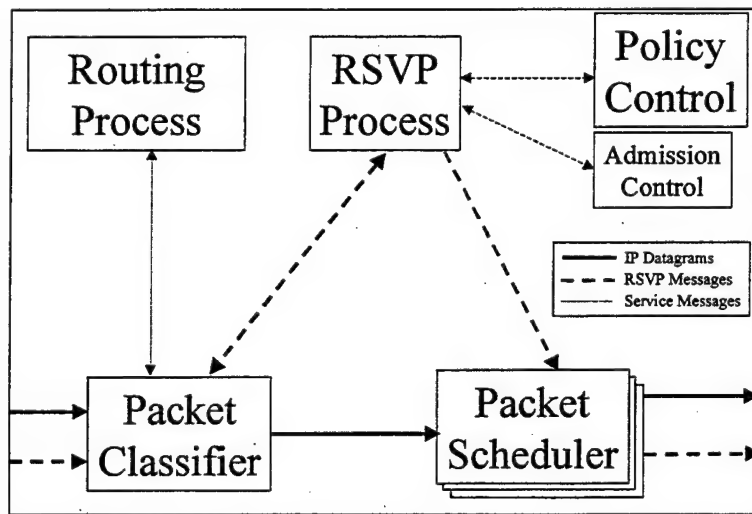 Routing
Process
RSVP
Process
Policy
Control
Admission
Control
IP Datagrams
RSVP Messages
Service Messages
Packet
Classifier
Packet
Scheduler